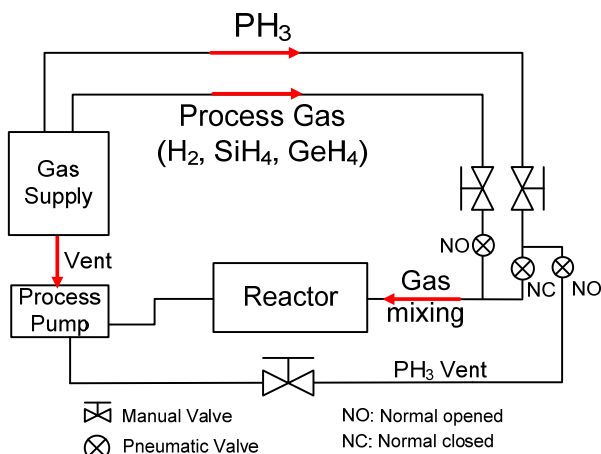 PH₃
Process Gas
(H₂, SiH₄, GeH₄)
Gas
Supply
Vent
Process
Pump
Reactor
Gas
mixing
NO
NC
NO
PH₃ Vent
Manual Valve
Pneumatic Valve
NO: Normal opened
NC: Normal closed